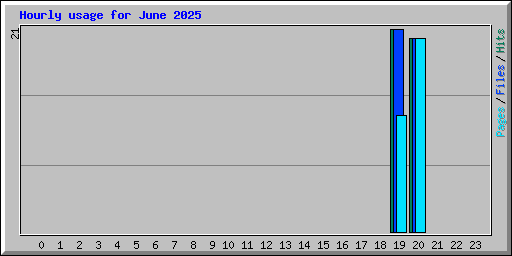 Hourly usage for June 2025
21
Pages/Files/Hits
0 1 2 3 4 5 6 7 8 9 10 11 12 13 14 15 16 17 18 19 20 21 22 23